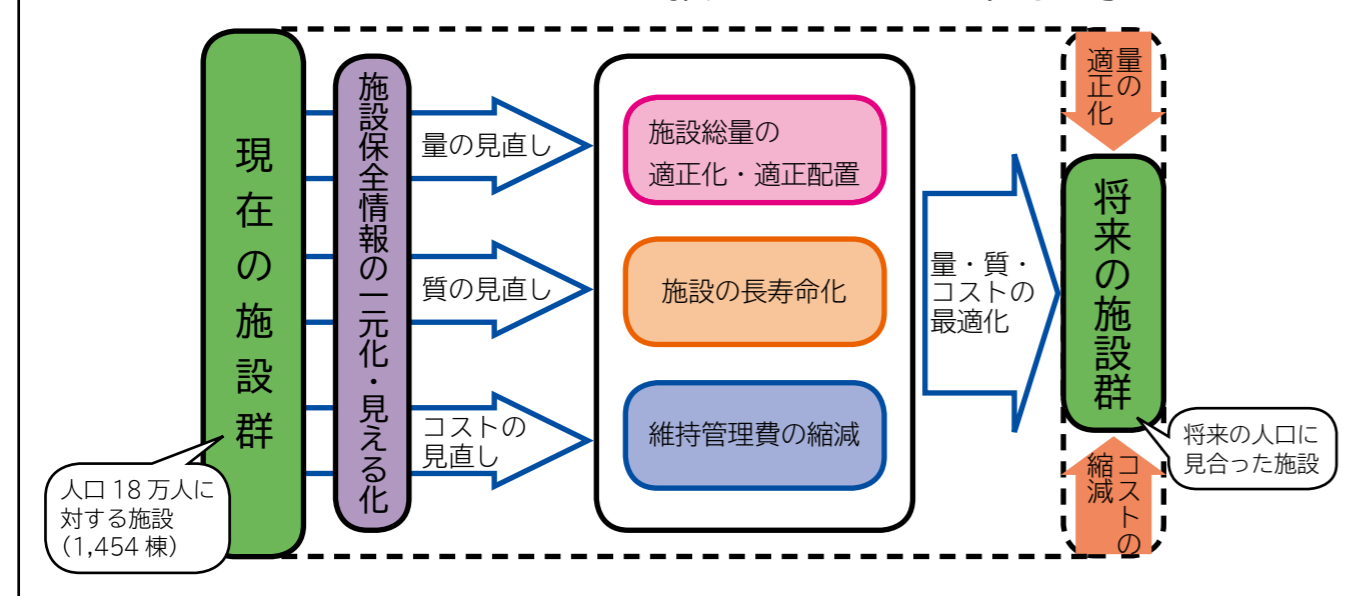 現在の施設群
人口 18 万人に
対する施設
(1,454 棟)
施設保全情報の一元化・見える化
量の見直し
質の見直し
コストの
見直し
施設総量の
適正化・適正配置
施設の長寿命化
維持管理費の縮減
量・質・
コストの
最適化
量の
適正化
将来の施設群
将来の人口に
見合った施設
コストの
縮減